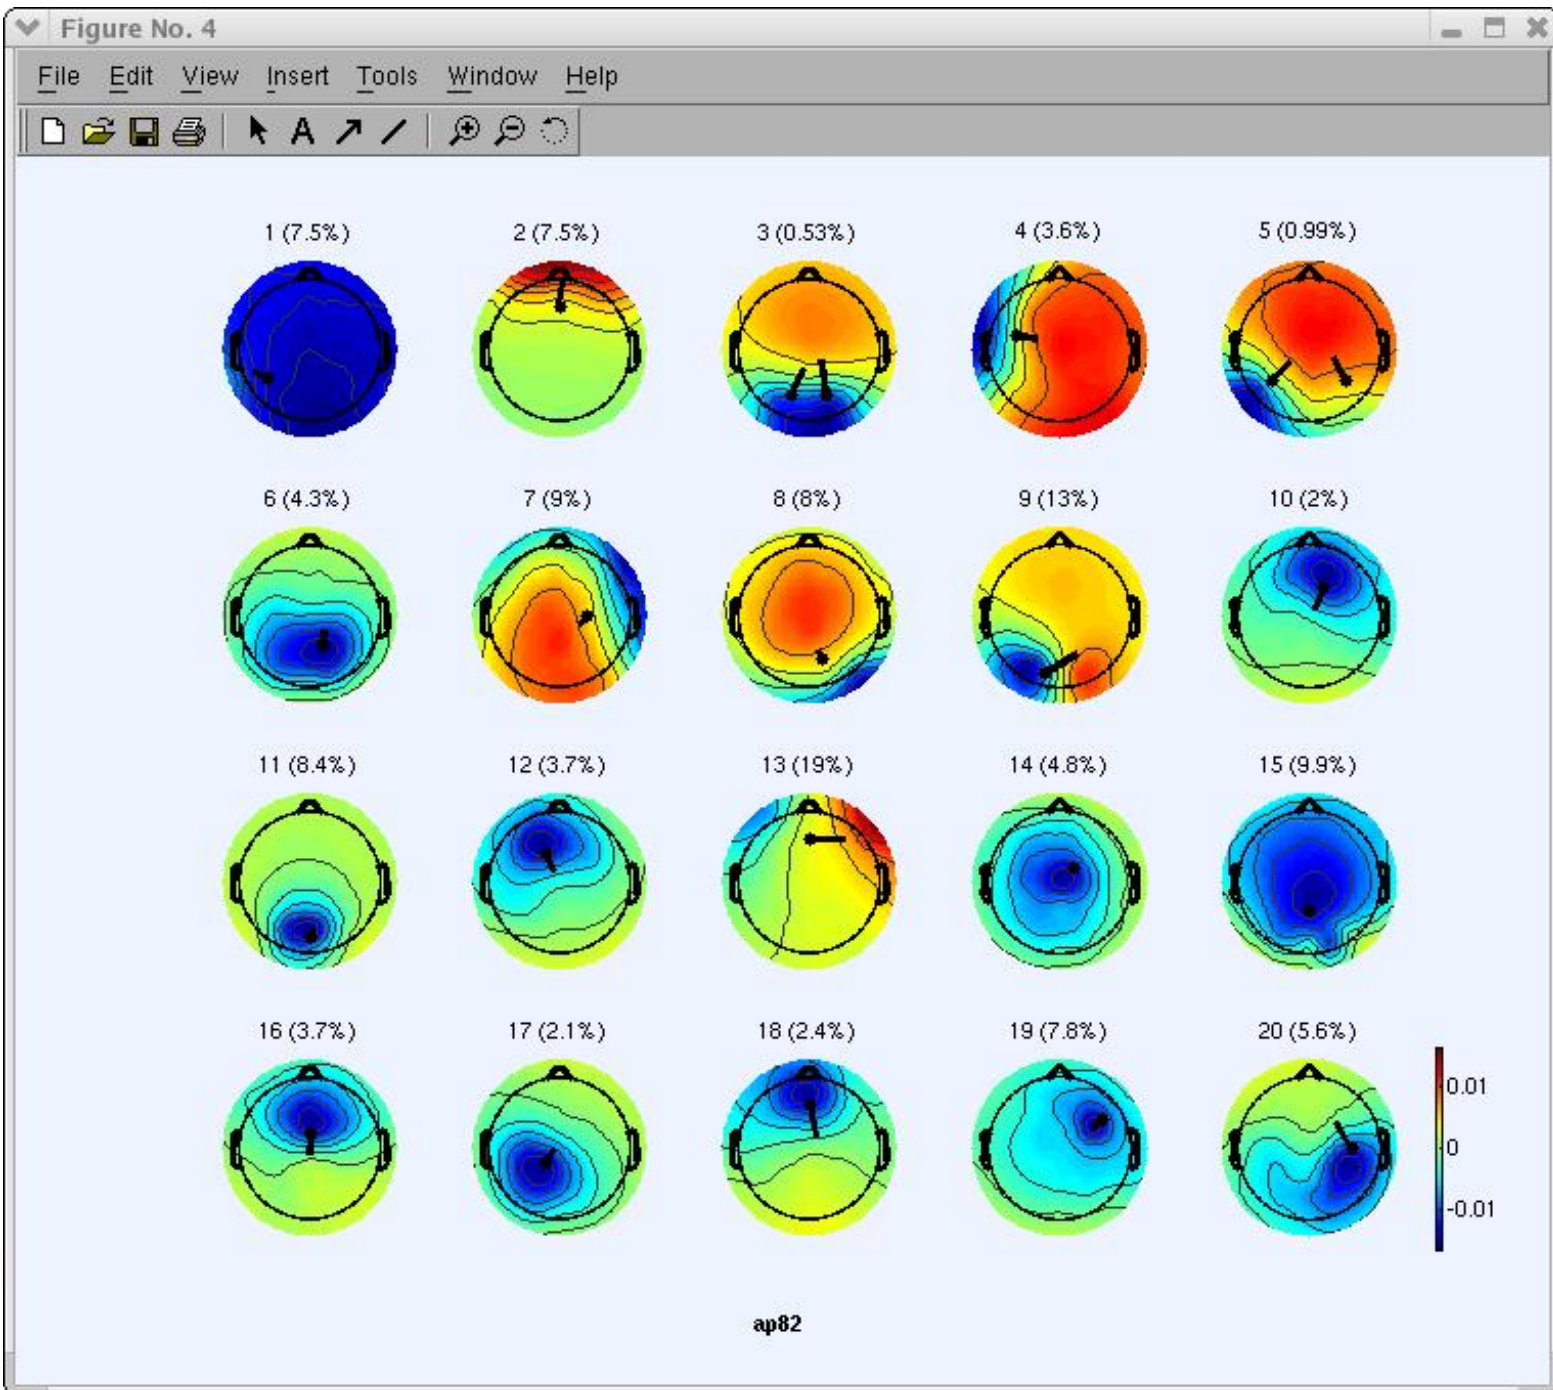 Figure No. 4
File Edit View Insert Tools Window Help
A
1 (7.5%) 2 (7.5%) 3 (0.53%) 4 (3.6%) 5 (0.99%)
6 (4.3%) 7 (9%) 8 (8%) 9 (13%) 10 (2%)
11 (8.4%) 12 (3.7%) 13 (19%) 14 (4.8%) 15 (9.9%)
16 (3.7%) 17 (2.1%) 18 (2.4%) 19 (7.8%) 20 (5.6%)
0.01
0
-0.01
ap82